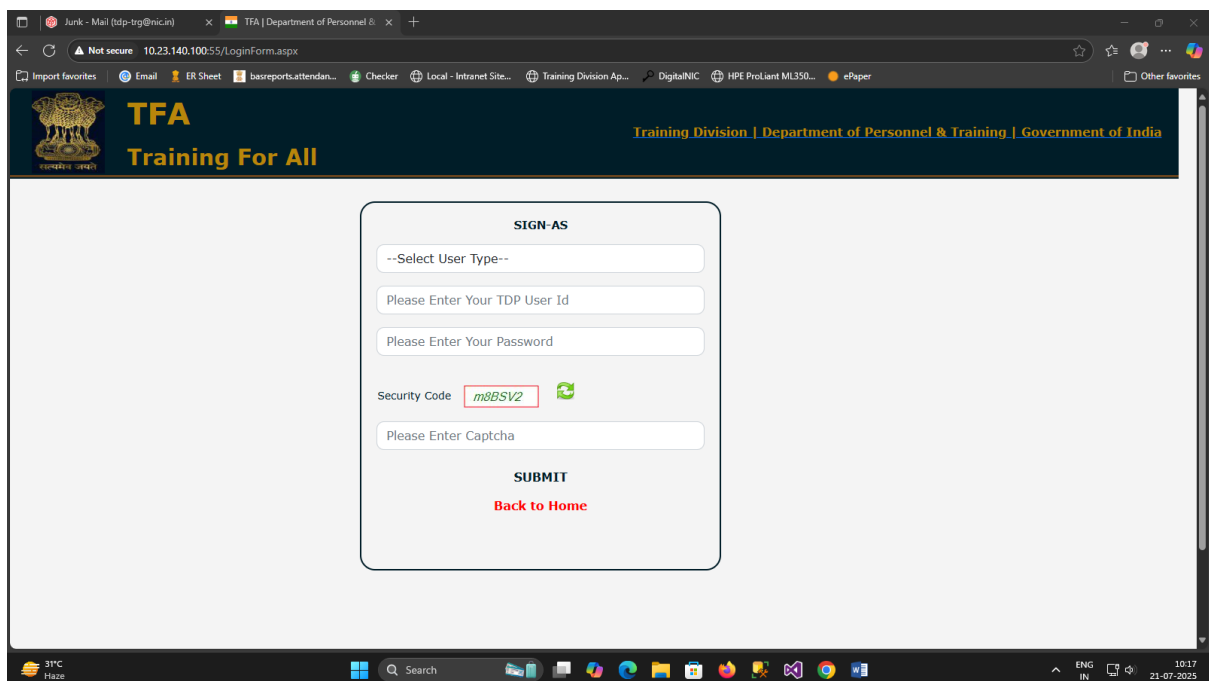 Junk - Mail (tdp-trg@nic.in)
TFA | Department of Personnel &
Not secure 10.23.140.100:55/LoginForm.aspx
Import favorites Email ER Sheet basreports.attendan... Checker Local - Intranet Site... Training Division Ap... DigitalNIC HPE ProLiant ML350... ePaper Other favorites
TFA
Training For All
सत्यमेव जयते
Training Division | Department of Personnel & Training | Government of India
SIGN-AS
--Select User Type--
Please Enter Your TDP User Id
Please Enter Your Password
Security Code m8BSV2
Please Enter Captcha
SUBMIT
Back to Home
31°C
Haze
Search
ENG
IN
10:17
21-07-2025